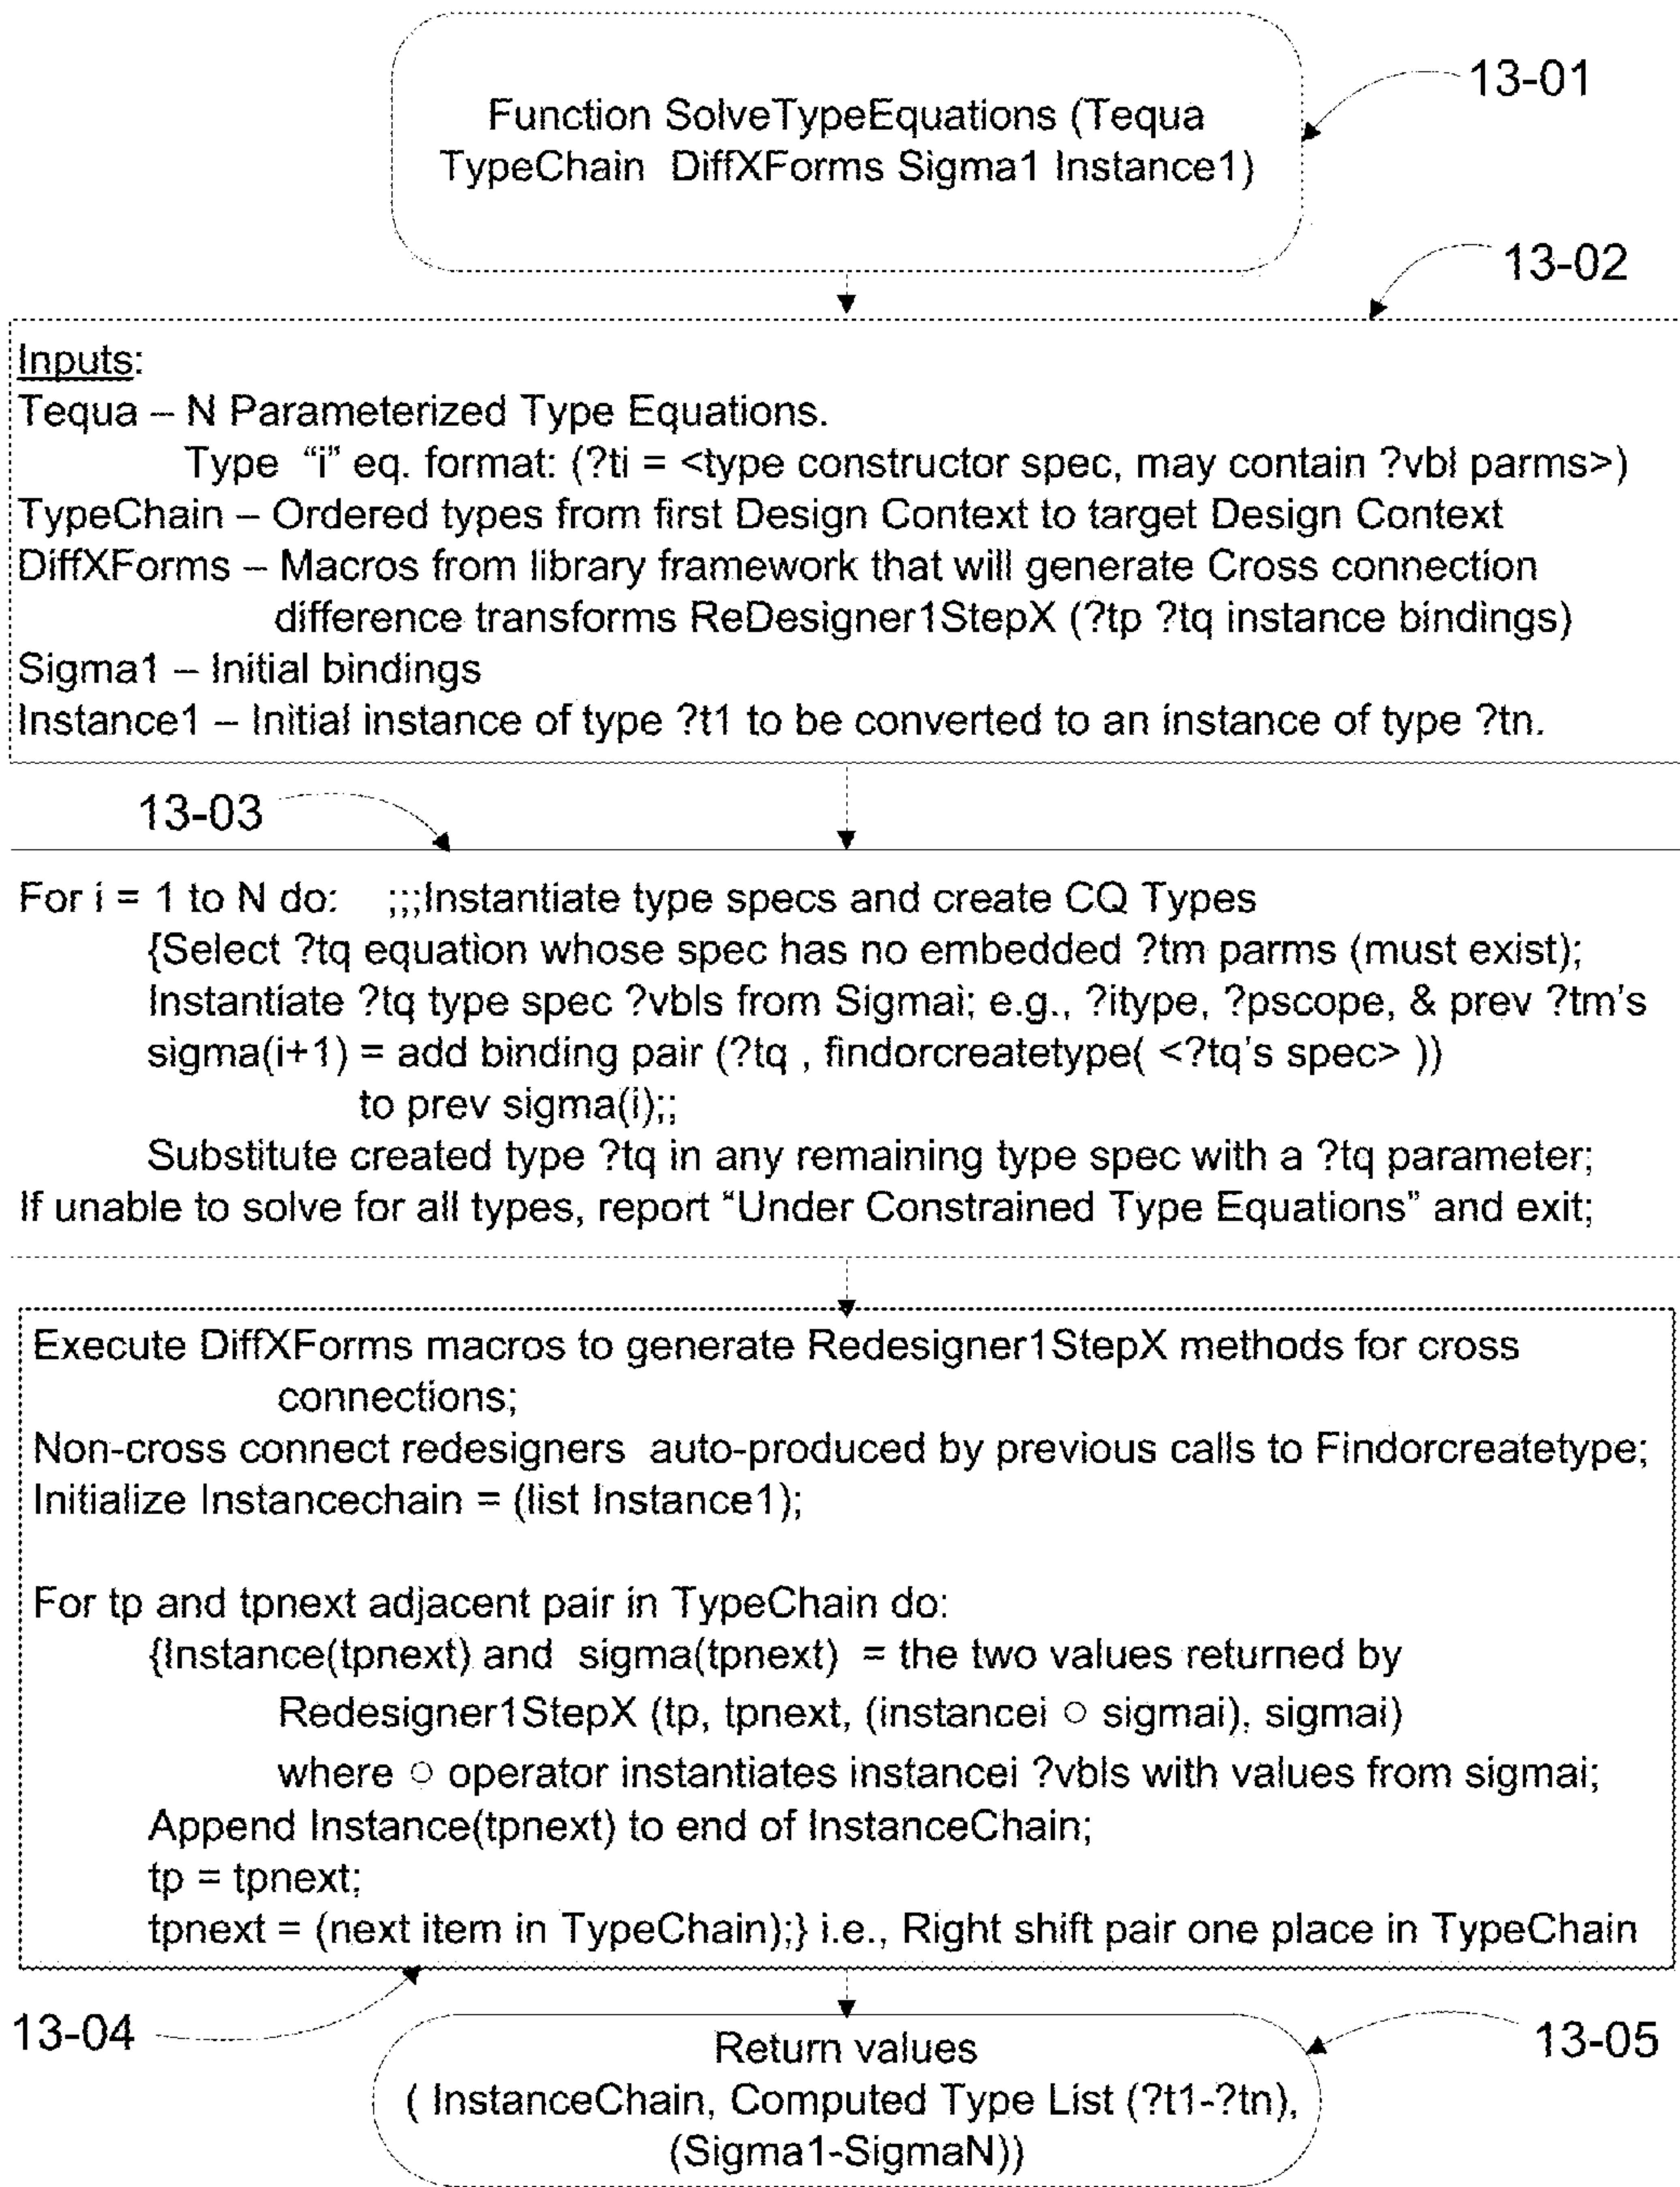 13-01
Function SolveTypeEquations (Tequa
TypeChain DiffXForms Sigma1 Instance1)
13-02
Inputs:
Tequa – N Parameterized Type Equations.
Type “i” eq. format: (?ti = <type constructor spec, may contain ?vbl parms>)
TypeChain – Ordered types from first Design Context to target Design Context
DiffXForms – Macros from library framework that will generate Cross connection
difference transforms ReDesigner1StepX (?tp ?tq instance bindings)
Sigma1 – Initial bindings
Instance1 – Initial instance of type ?t1 to be converted to an instance of type ?tn.
13-03
For i = 1 to N do: ;;;Instantiate type specs and create CQ Types
{Select ?tq equation whose spec has no embedded ?tm parms (must exist);
Instantiate ?tq type spec ?vbls from Sigmai; e.g., ?itype, ?pscope, & prev ?tm's
sigma(i+1) = add binding pair (?tq , findorcreatetype( <?tq's spec> ))
to prev sigma(i);;
Substitute created type ?tq in any remaining type spec with a ?tq parameter;
If unable to solve for all types, report “Under Constrained Type Equations” and exit;
Execute DiffXForms macros to generate Redesigner1StepX methods for cross
connections;
Non-cross connect redesigners auto-produced by previous calls to Findorcreatetype;
Initialize Instancechain = (list Instance1);
For tp and tpnext adjacent pair in TypeChain do:
{Instance(tpnext) and sigma(tpnext) = the two values returned by
Redesigner1StepX (tp, tpnext, (instancei ○ sigmai), sigmai)
where ○ operator instantiates instancei ?vbls with values from sigmai;
Append Instance(tpnext) to end of InstanceChain;
tp = tpnext;
tpnext = (next item in TypeChain);} i.e., Right shift pair one place in TypeChain
13-04
13-05
Return values
( InstanceChain, Computed Type List (?t1-?tn),
(Sigma1-SigmaN))